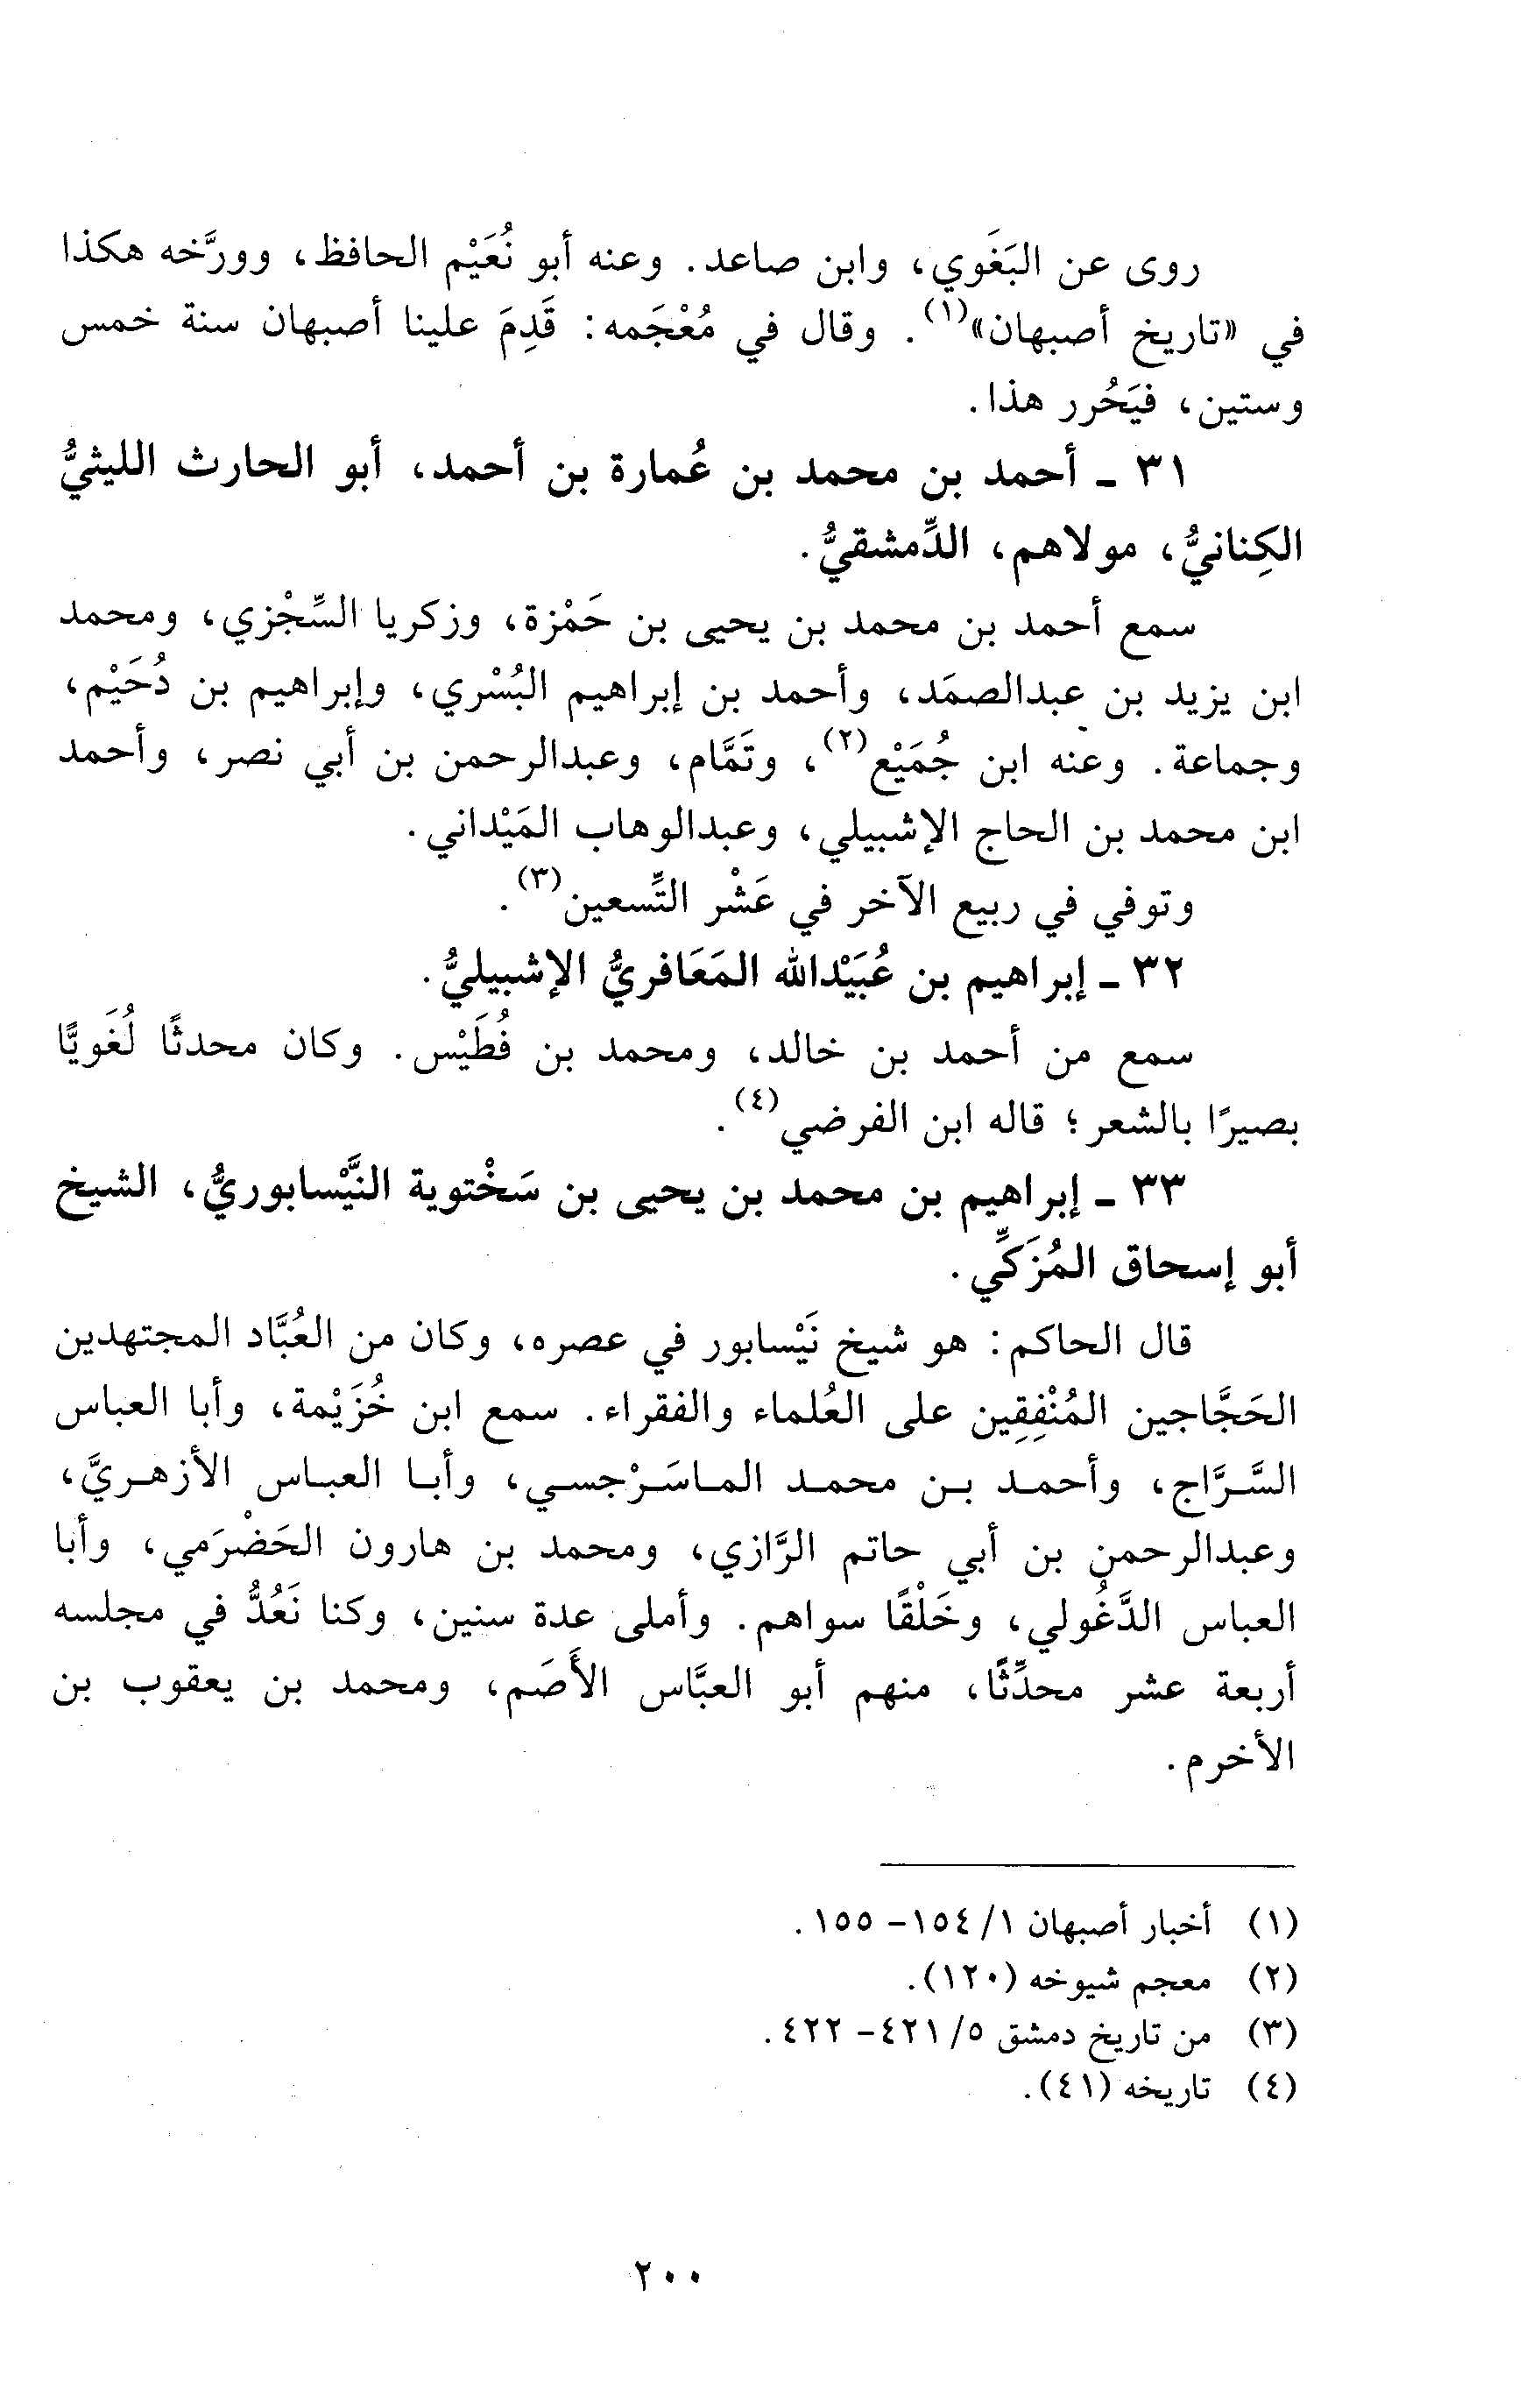 روى عن البَغَوي، وابن صاعد. وعنه أبو نُعَيْم الحافظ، وورَّخه هكذا
في «تاريخ أصبهان»(١). وقال في مُعْجَمه: قَدِمَ علينا أصبهان سنة خمس
وستين، فيَحُرر هذا.
٣١ - أحمد بن محمد بن عُمارة بن أحمد، أبو الحارث الليثيُّ
الكِنانيُّ، مولاهم، الدِّمشقيُّ.
سمع أحمد بن محمد بن يحيى بن حَمْزة، وزكريا السِّجْزي، ومحمد
ابن يزيد بن عبدالصمَد، وأحمد بن إبراهيم البُسْري، وإبراهيم بن دُحَيْم،
وجماعة. وعنه ابن جُمَيْع(٢)، وتَمَّام، وعبدالرحمن بن أبي نصر، وأحمد
ابن محمد بن الحاج الإشبيلي، وعبدالوهاب المَيْداني.
وتوفي في ربيع الآخر في عَشْر التِّسعين(٣).
٣٢ - إبراهيم بن عُبَيْدالله المَعَافريُّ الإشبيليُّ.
سمع من أحمد بن خالد، ومحمد بن فُطَيْس. وكان محدثًا لُغَويًّا
بصيرًا بالشعر؛ قاله ابن الفرضي(٤).
٣٣ - إبراهيم بن محمد بن يحيى بن سَخْتوية النَّيْسابوريُّ، الشيخ
أبو إسحاق المُزَكِّي.
قال الحاكم: هو شيخ نَيْسابور في عصره، وكان من العُبَّاد المجتهدين
الحَجَّاجين المُنْفِقِين على العُلماء والفقراء. سمع ابن خُزَيْمة، وأبا العباس
السَّرَّاج، وأحمد بن محمد الماسَرْجسي، وأبا العباس الأزهريَّ،
وعبدالرحمن بن أبي حاتم الرَّازي، ومحمد بن هارون الحَضْرَمي، وأبا
العباس الدَّغُولي، وخَلْقًا سواهم. وأملى عدة سنين، وكنا نَعُدُّ في مجلسه
أربعة عشر محدِّثًا، منهم أبو العبَّاس الأَصَم، ومحمد بن يعقوب بن
الأخرم.
(١) أخبار أصبهان ١/ ١٥٤- ١٥٥.
(٢) معجم شيوخه (١٢٠).
(٣) من تاريخ دمشق ٥/ ٤٢١- ٤٢٢.
(٤) تاريخه (٤١).
٢٠٠